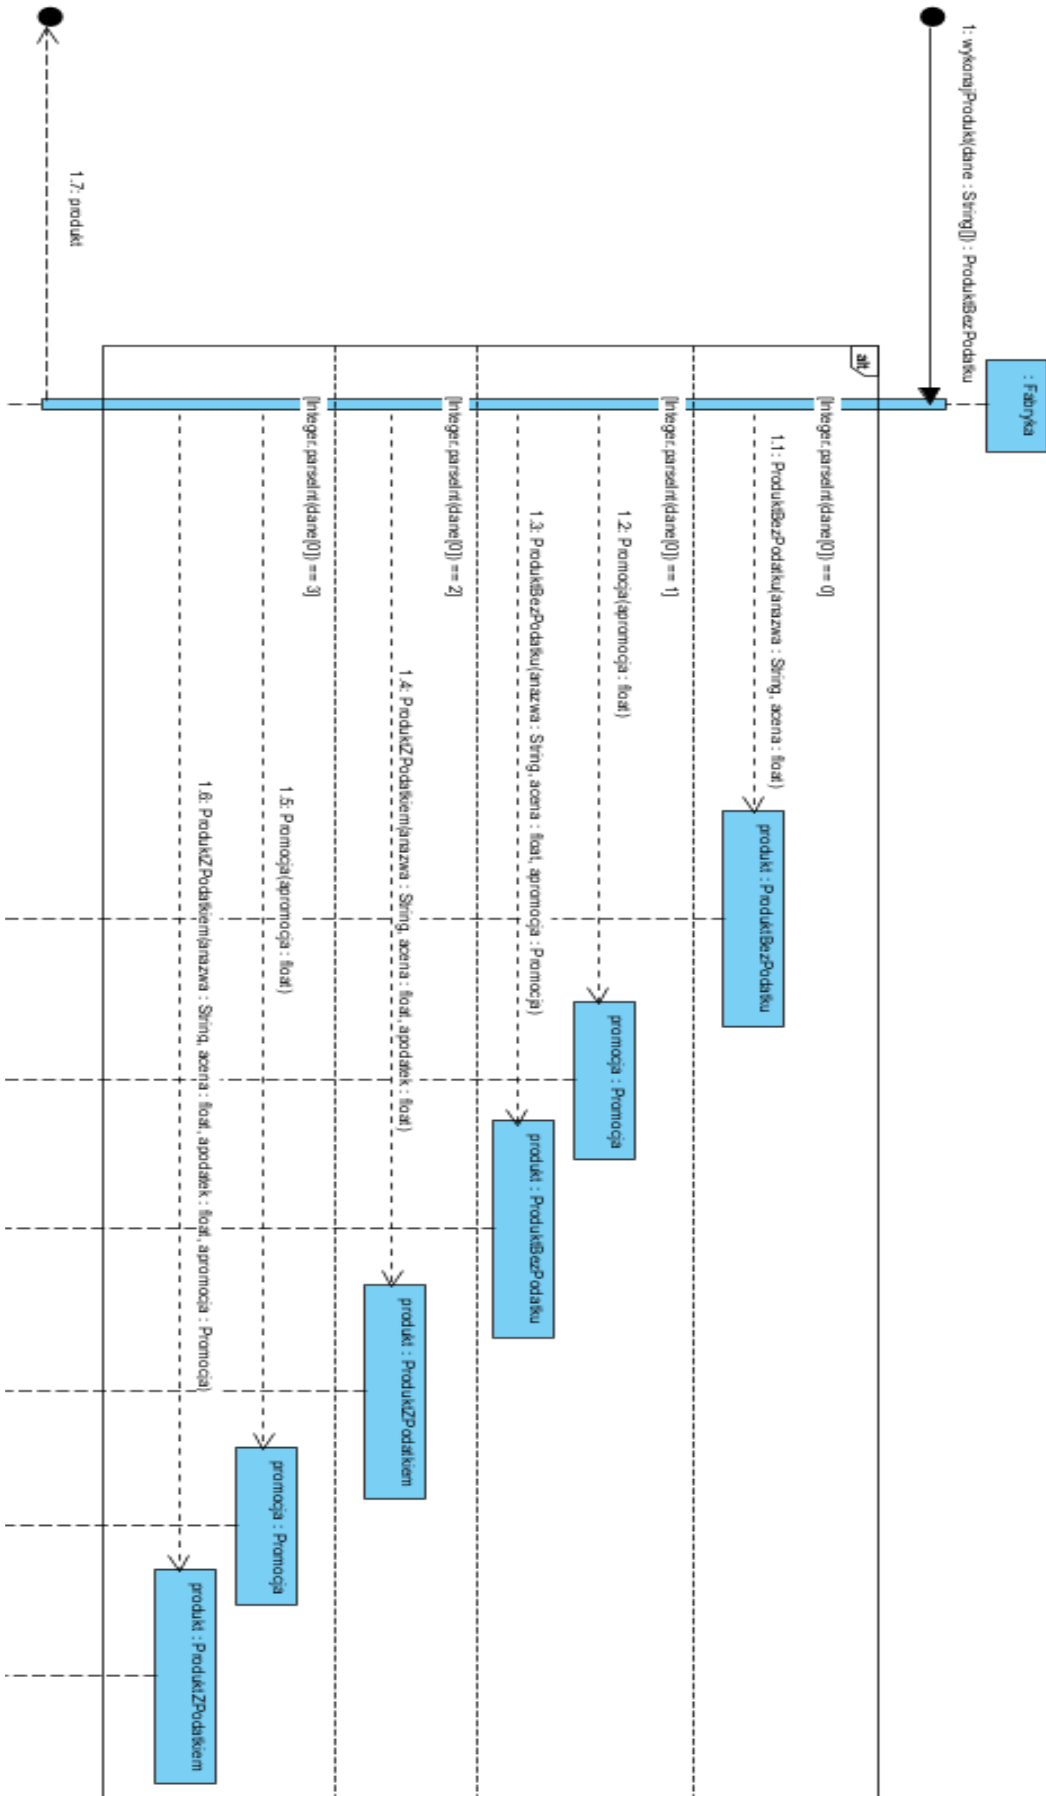 : Fabryka
1: wykonajProdukt(dane : String[]) : ProduktBezPodatku
alt
[Integer.parseInt(dane[0]) == 0]
1.1: ProduktBezPodatku(anazwa : String, acena : float)
produkt : ProduktBezPodatku
[Integer.parseInt(dane[0]) == 1]
1.2: Promocja(apromocja : float)
promocja : Promocja
1.3: ProduktBezPodatku(anazwa : String, acena : float, apromocja : Promocja)
produkt : ProduktBezPodatku
[Integer.parseInt(dane[0]) == 2]
1.4: ProduktZPodatkiem(anazwa : String, acena : float, apodatek : float)
produkt : ProduktZPodatkiem
[Integer.parseInt(dane[0]) == 3]
1.5: Promocja(apromocja : float)
promocja : Promocja
1.6: ProduktZPodatkiem(anazwa : String, acena : float, apodatek : float, apromocja : Promocja)
produkt : ProduktZPodatkiem
1.7: produkt